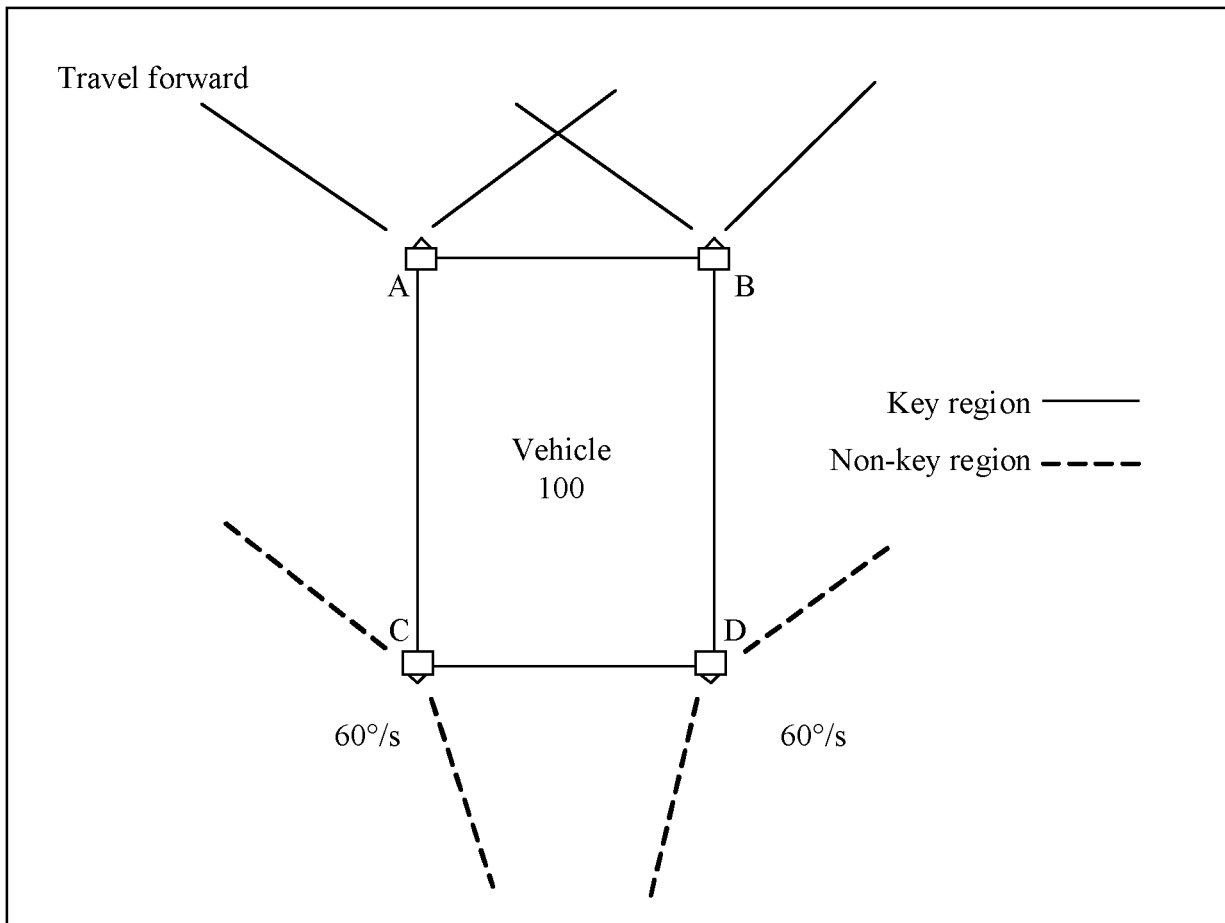 Travel forward
A
B
Key region
Non-key region
Vehicle
100
C
D
60°/s
60°/s